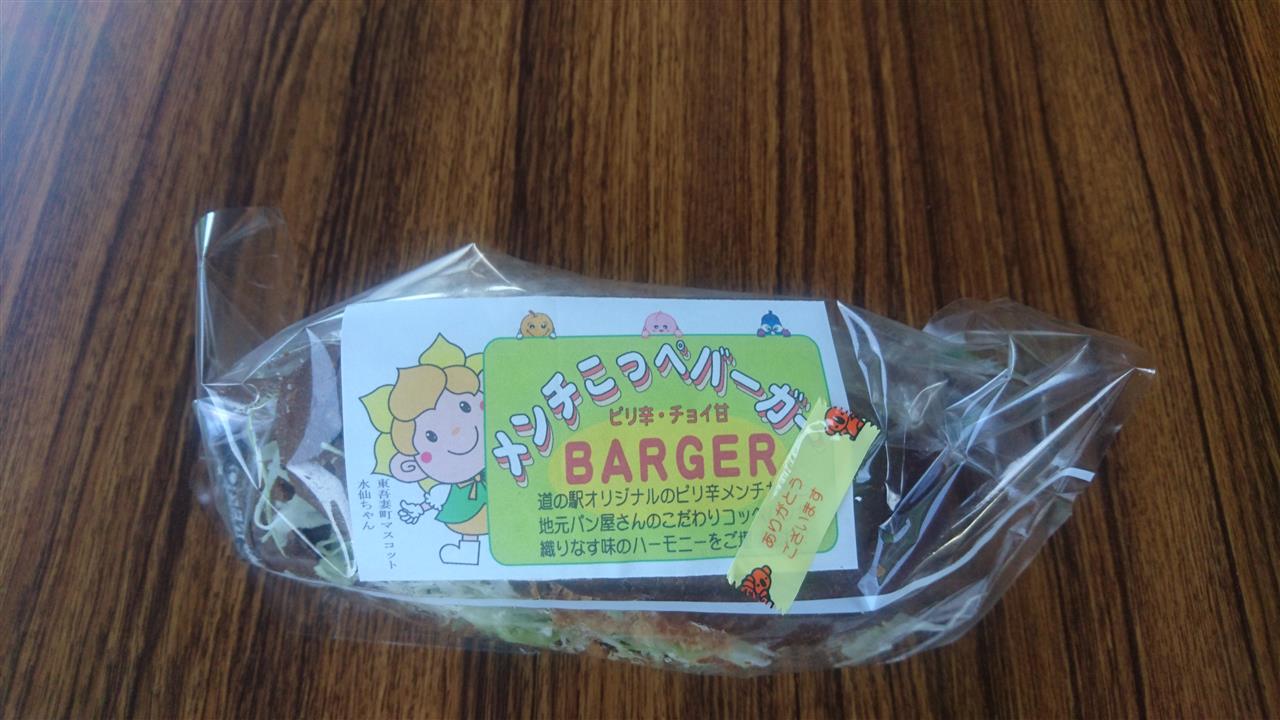 メンチこっぺバーガー
ピリ辛・チョイ甘
BARGER
道の駅オリジナルのピリ辛メンチカ
地元パン屋さんのこだわりコッペ
織りなす味のハーモニーをご
東吾妻町マスコット
水仙ちゃん
ありがとう
ございます